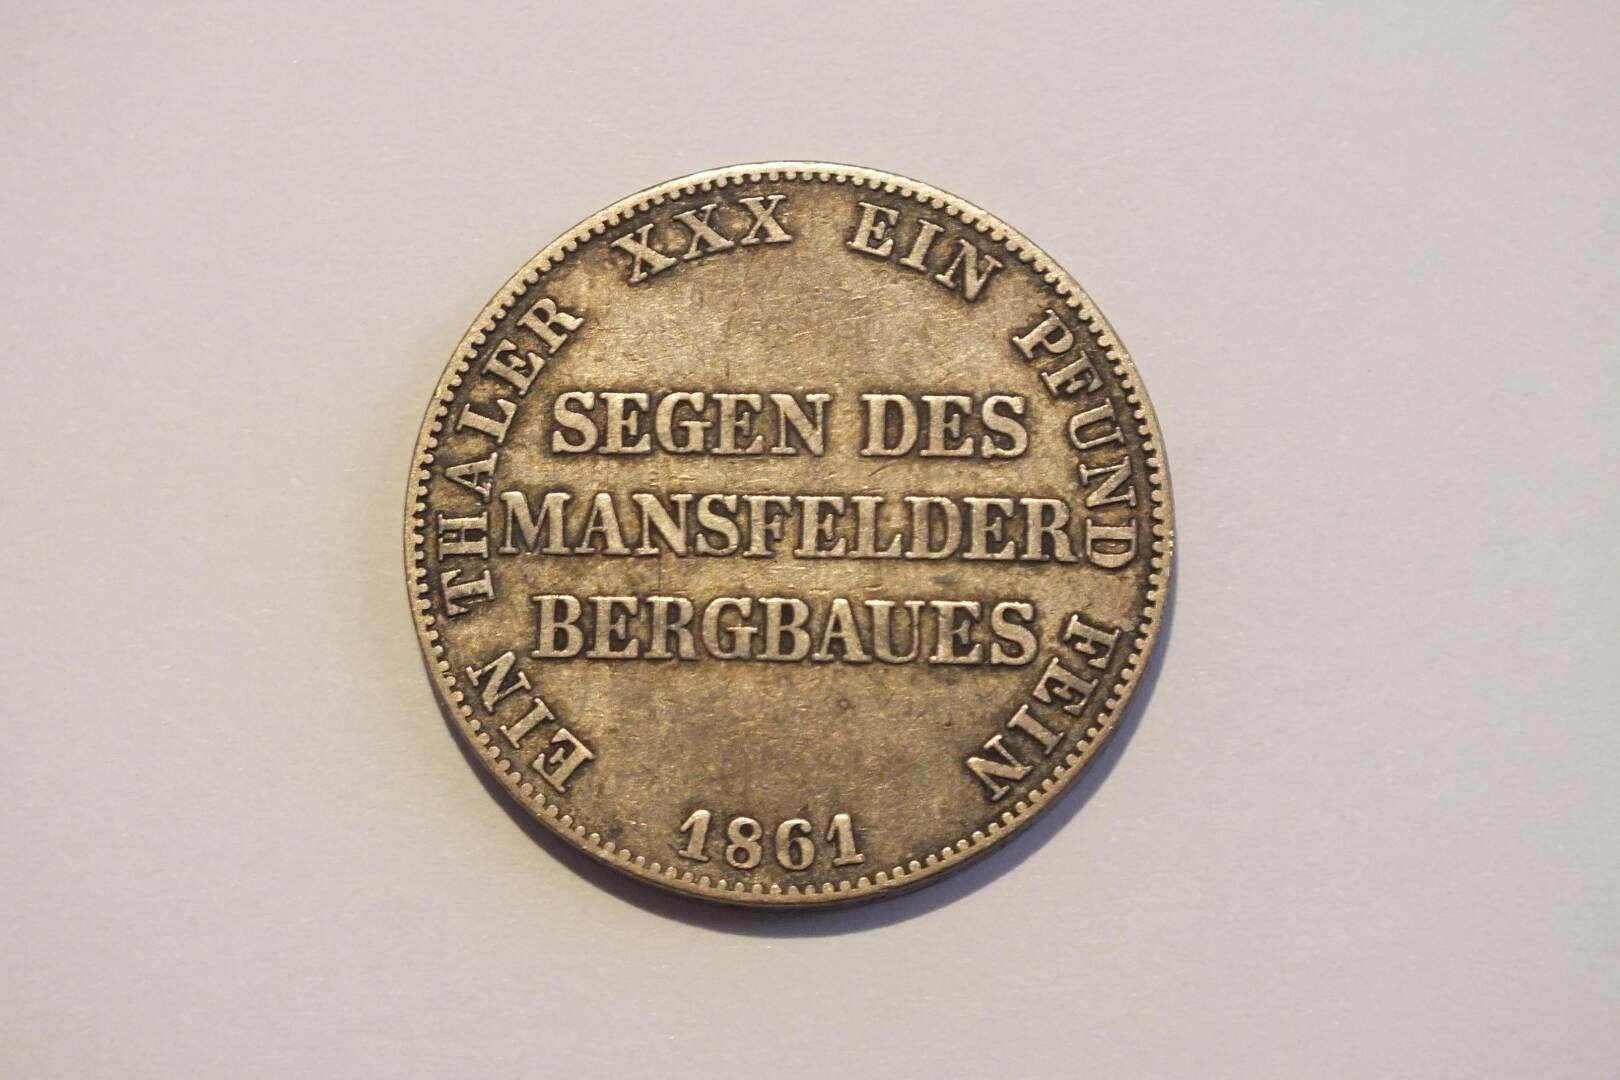 EIN THALER XXX EIN PFUND FEIN
SEGEN DES
MANSFELDER
BERGBAUES
1861